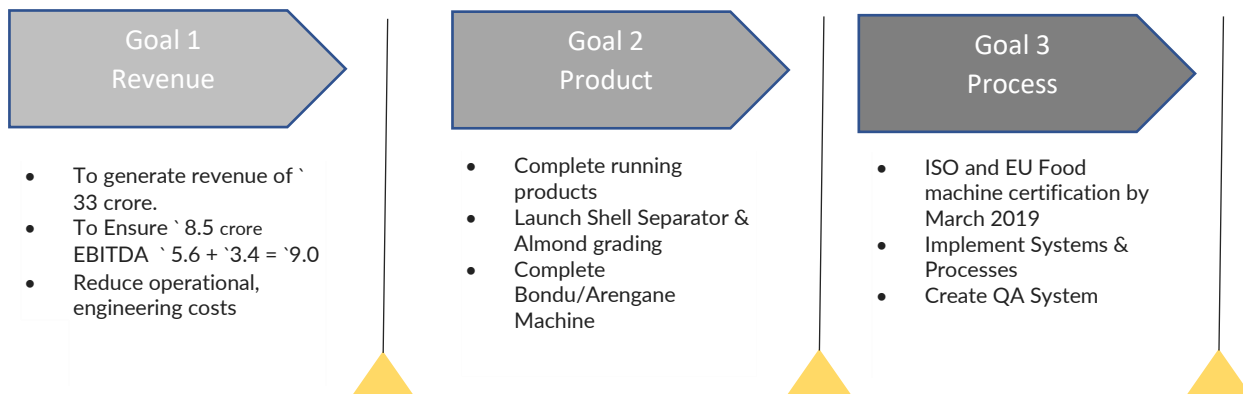 Goal 1
Revenue
• To generate revenue of `
33 crore.
• To Ensure ` 8.5 crore
EBITDA ` 5.6 + `3.4 = `9.0
• Reduce operational,
engineering costs
Goal 2
Product
• Complete running
products
• Launch Shell Separator &
Almond grading
• Complete
Bondu/Arengane
Machine
Goal 3
Process
• ISO and EU Food
machine certification by
March 2019
• Implement Systems &
Processes
• Create QA System